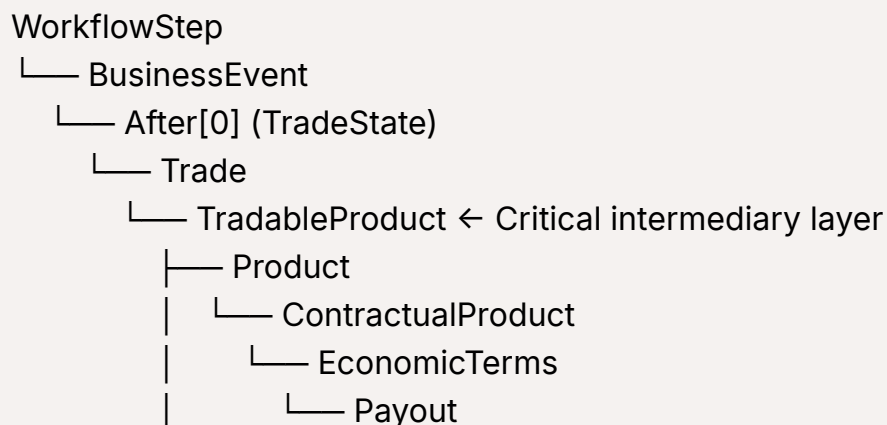 WorkflowStep
└── BusinessEvent
└── After[0] (TradeState)
└── Trade
└── TradableProduct ← Critical intermediary layer
├── Product
│ └── ContractualProduct
│ └── EconomicTerms
│ └── Payout